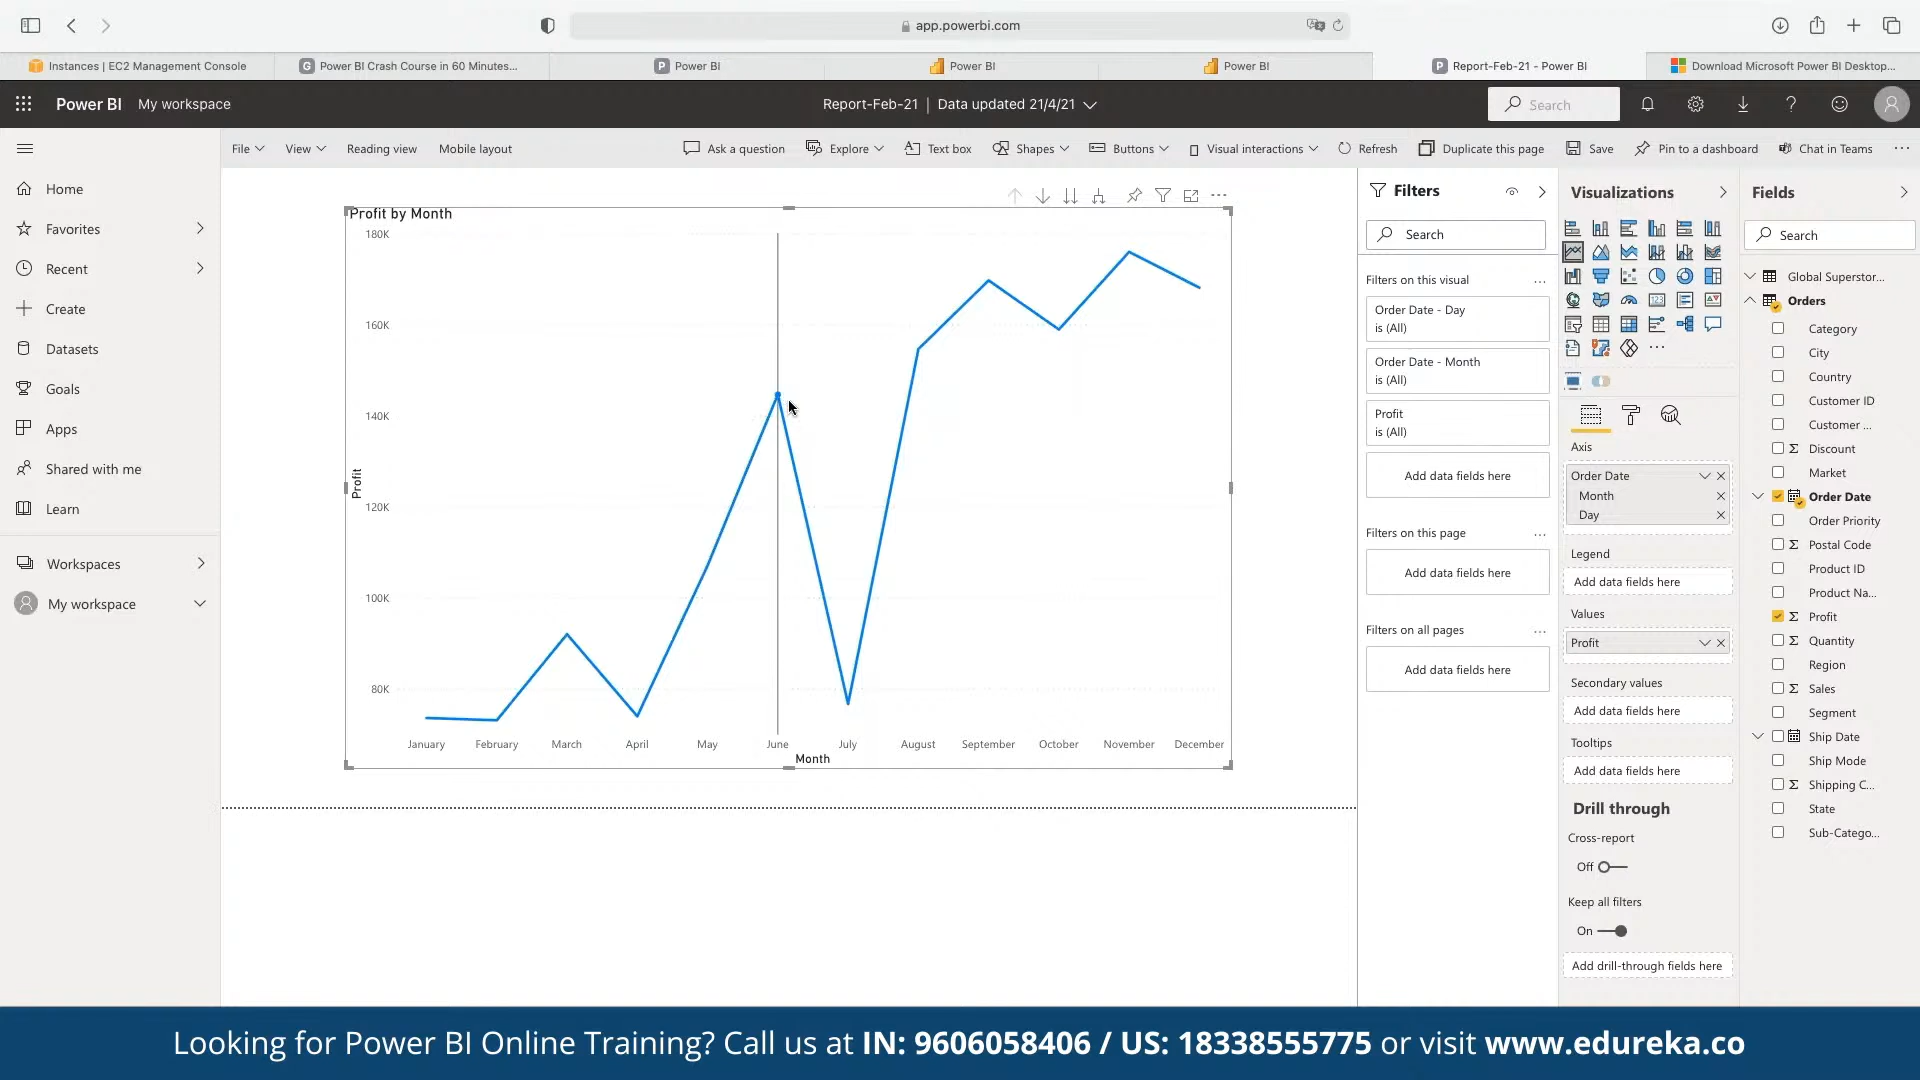 app.powerbi.com
Instances | EC2 Management Console
Power BI Crash Course in 60 Minutes...
Power BI
Power BI
Power BI
Report-Feb-21 - Power BI
Download Microsoft Power BI Desktop...
Power BI My workspace
Report-Feb-21 | Data updated 21/4/21
Search
File
View
Reading view
Mobile layout
Ask a question
Explore
Text box
Shapes
Buttons
Visual interactions
Refresh
Duplicate this page
Save
Pin to a dashboard
Chat in Teams
Home
Favorites
Recent
Create
Datasets
Goals
Apps
Shared with me
Learn
Workspaces
My workspace
Profit by Month
180K
160K
140K
120K
100K
80K
Profit
January February March April May June July August September October November December
Month
Filters
Search
Filters on this visual
Order Date - Day
is (All)
Order Date - Month
is (All)
Profit
is (All)
Add data fields here
Filters on this page
Add data fields here
Filters on all pages
Add data fields here
Visualizations
Axis
Order Date
Month
Day
Legend
Add data fields here
Values
Profit
Secondary values
Add data fields here
Tooltips
Add data fields here
Drill through
Cross-report
Off
Keep all filters
On
Add drill-through fields here
Fields
Search
Global Superstor...
Orders
Category
City
Country
Customer ID
Customer ...
Discount
Market
Order Date
Order Priority
Postal Code
Product ID
Product Na...
Profit
Quantity
Region
Sales
Segment
Ship Date
Ship Mode
Shipping C...
State
Sub-Catego...
Looking for Power BI Online Training? Call us at IN: 9606058406 / US: 18338555775 or visit www.edureka.co